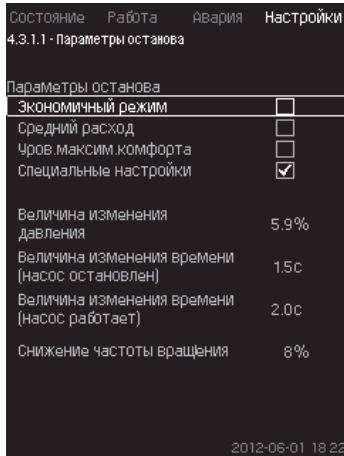 Состояние Работа Авария Настройки
4.3.1.1 - Параметры останова
Параметры останова
Экономичный режим
Средний расход
Уров.максим.комфорта
Специальные настройки
Величина изменения
давления 5.9%
Величина изменения времени
(насос остановлен) 1.5с
Величина изменения времени
(насос работает) 2.0с
Снижение частоты вращения 8%
2012-06-01 18:22